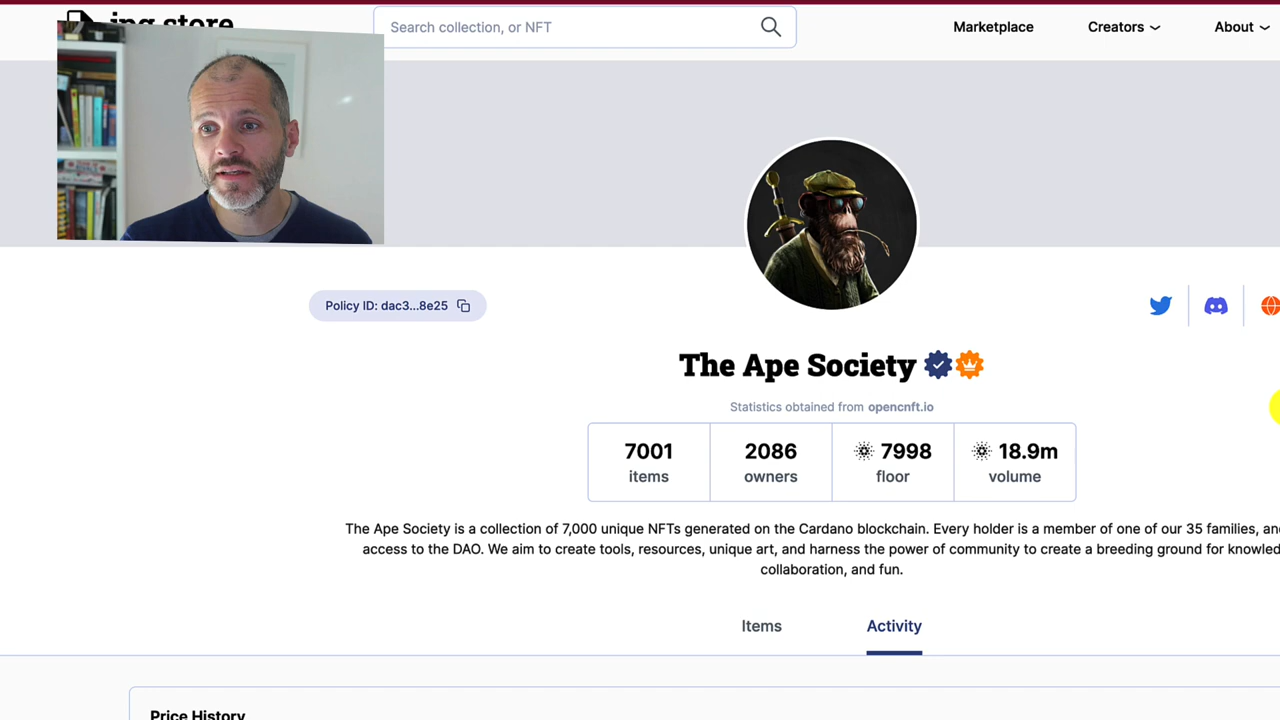 jpg.store
Search collection, or NFT
Marketplace
Creators
About
Policy ID: dac3...8e25
The Ape Society
Statistics obtained from opencnft.io
7001
items
2086
owners
7998
floor
18.9m
volume
The Ape Society is a collection of 7,000 unique NFTs generated on the Cardano blockchain. Every holder is a member of one of our 35 families, an
access to the DAO. We aim to create tools, resources, unique art, and harness the power of community to create a breeding ground for knowled
collaboration, and fun.
Items
Activity
Price History